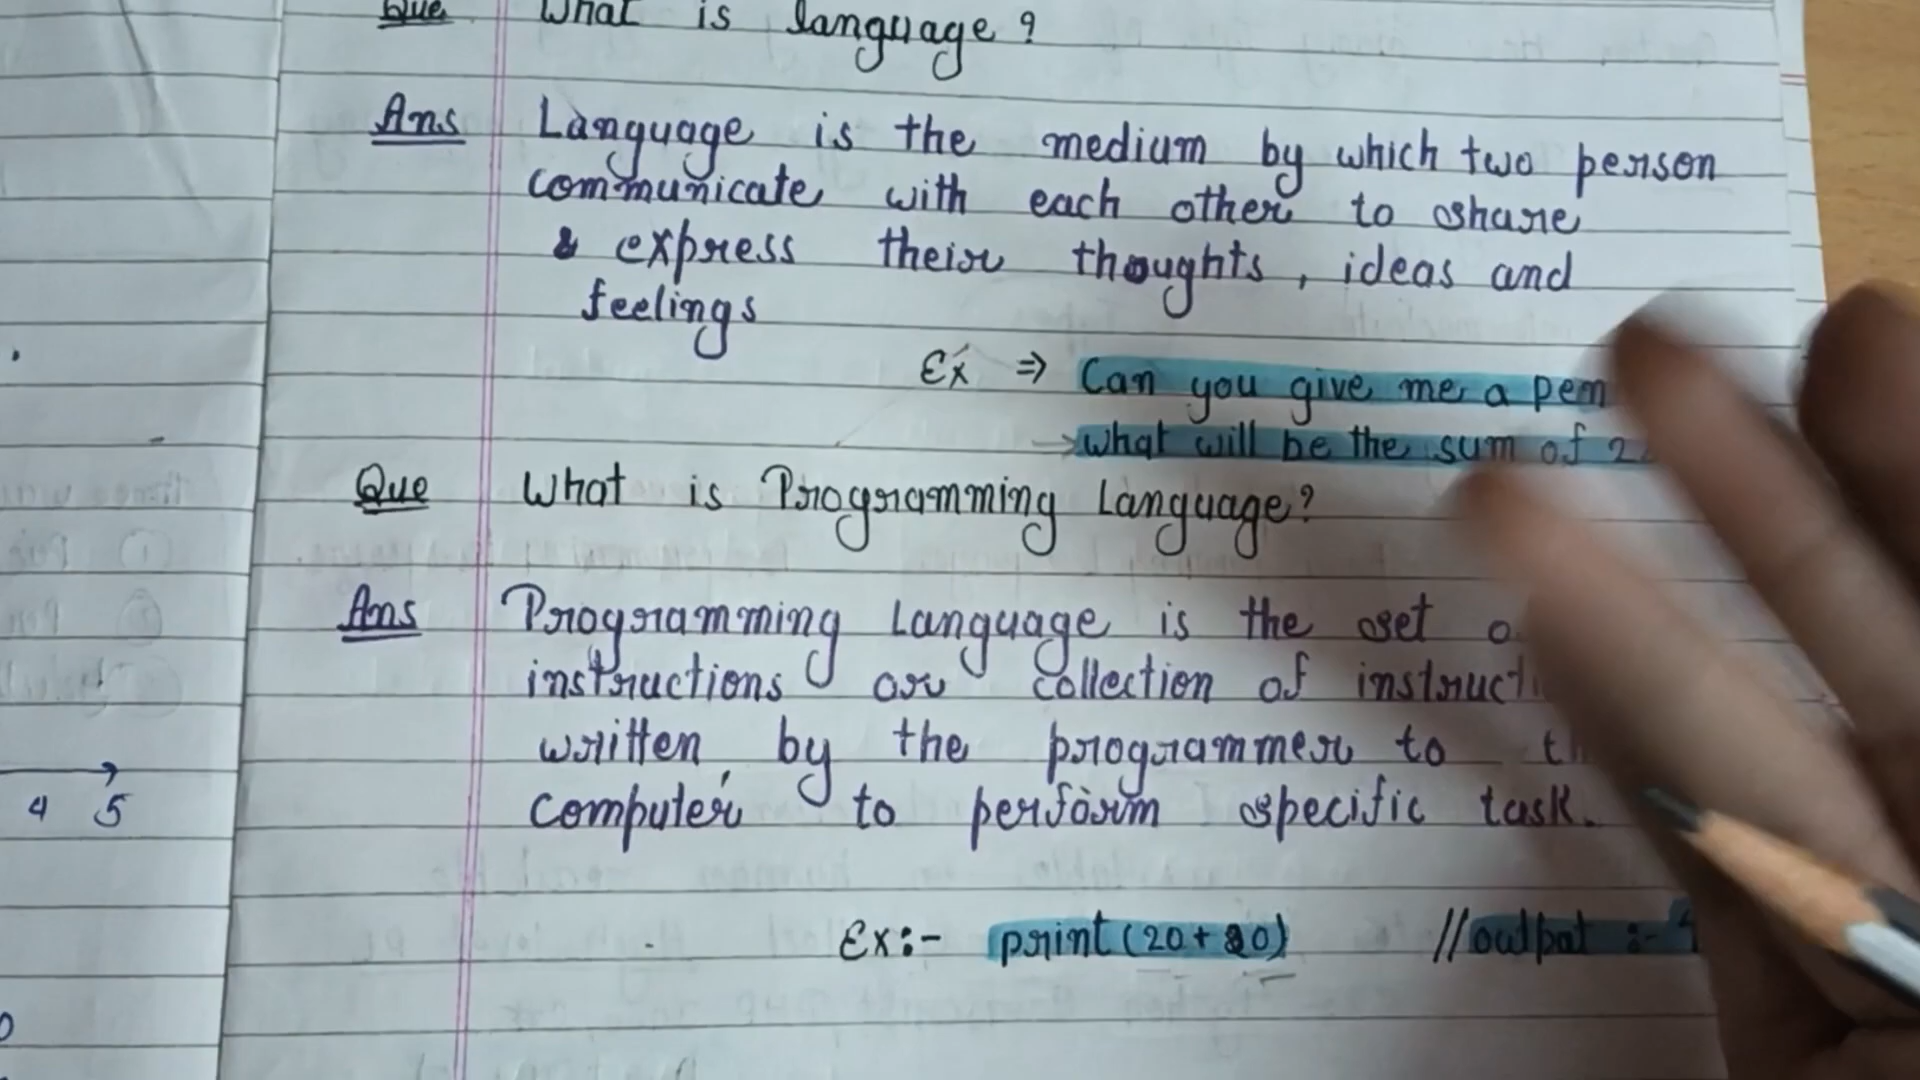 Que What is language ?
Ans Language is the medium by which two person
communicate with each other to share
& express their thoughts , ideas and
feelings
Ex ⇒ Can you give me a pen
→ what will be the sum of
Que What is Programming Language?
Ans Programming Language is the set
instructions or collection of
written by the programmer to
computer to perform specific task.
4 5
Ex:- print(20+20) //output :-